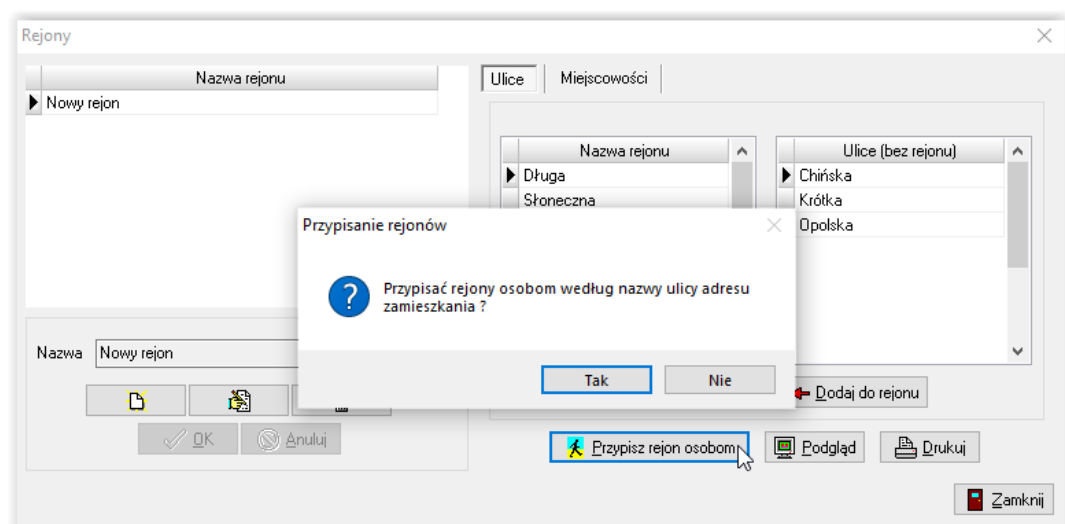 Rejony
Nazwa rejonu
Nowy rejon
Ulice Miejscowości
Nazwa rejonu
Długa
Słoneczna
Ulice (bez rejonu)
Chińska
Krótka
Opolska
Przypisanie rejonów
Przypisać rejony osobom według nazwy ulicy adresu
zamieszkania ?
Tak Nie
Nazwa Nowy rejon
OK Anuluj
Dodaj do rejonu
Przypisz rejon osobom Podgląd Drukuj
Zamknij